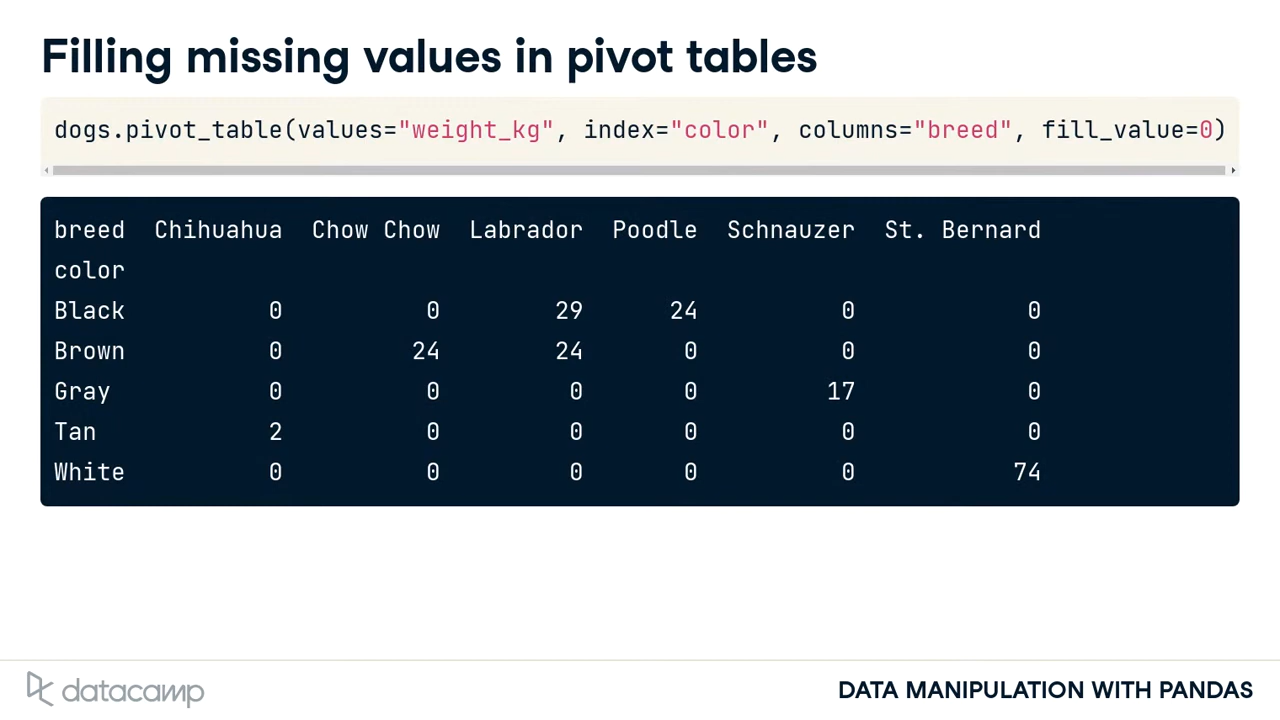 Filling missing values in pivot tables
dogs.pivot_table(values="weight_kg", index="color", columns="breed", fill_value=0)
breed  Chihuahua  Chow Chow  Labrador  Poodle  Schnauzer  St. Bernard
color
Black          0          0        29      24          0            0
Brown          0         24        24       0          0            0
Gray           0          0         0       0         17            0
Tan            2          0         0       0          0            0
White          0          0         0       0          0           74
datacamp
DATA MANIPULATION WITH PANDAS